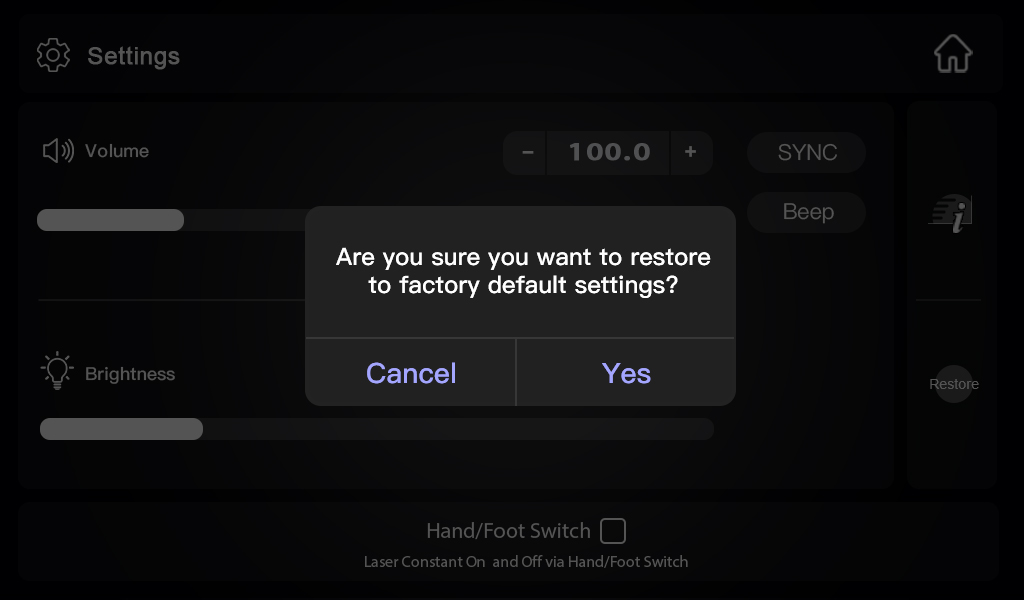 Settings
Volume
− 100.0 +
SYNC
Beep
i
Are you sure you want to restore
to factory default settings?
Cancel
Yes
Brightness
Restore
Hand/Foot Switch
Laser Constant On and Off via Hand/Foot Switch